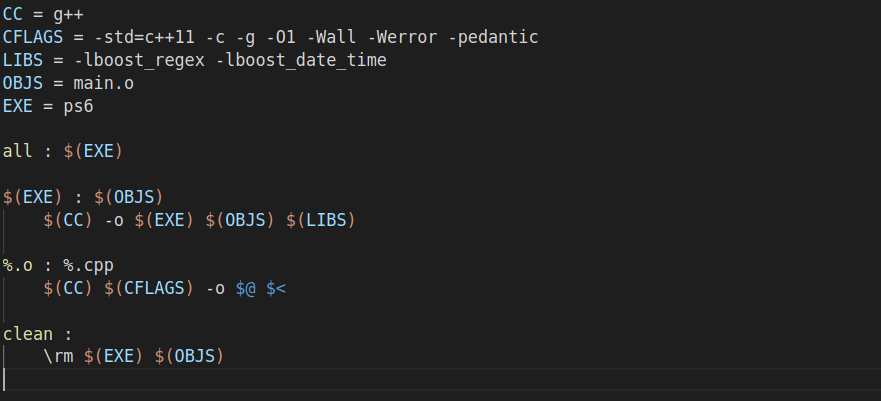 CC = g++
CFLAGS = -std=c++11 -c -g -O1 -Wall -Werror -pedantic
LIBS = -lboost_regex -lboost_date_time
OBJS = main.o
EXE = ps6
all : $(EXE)
$(EXE) : $(OBJS)
$(CC) -o $(EXE) $(OBJS) $(LIBS)
%.o : %.cpp
$(CC) $(CFLAGS) -o $@ $<
clean :
\rm $(EXE) $(OBJS)